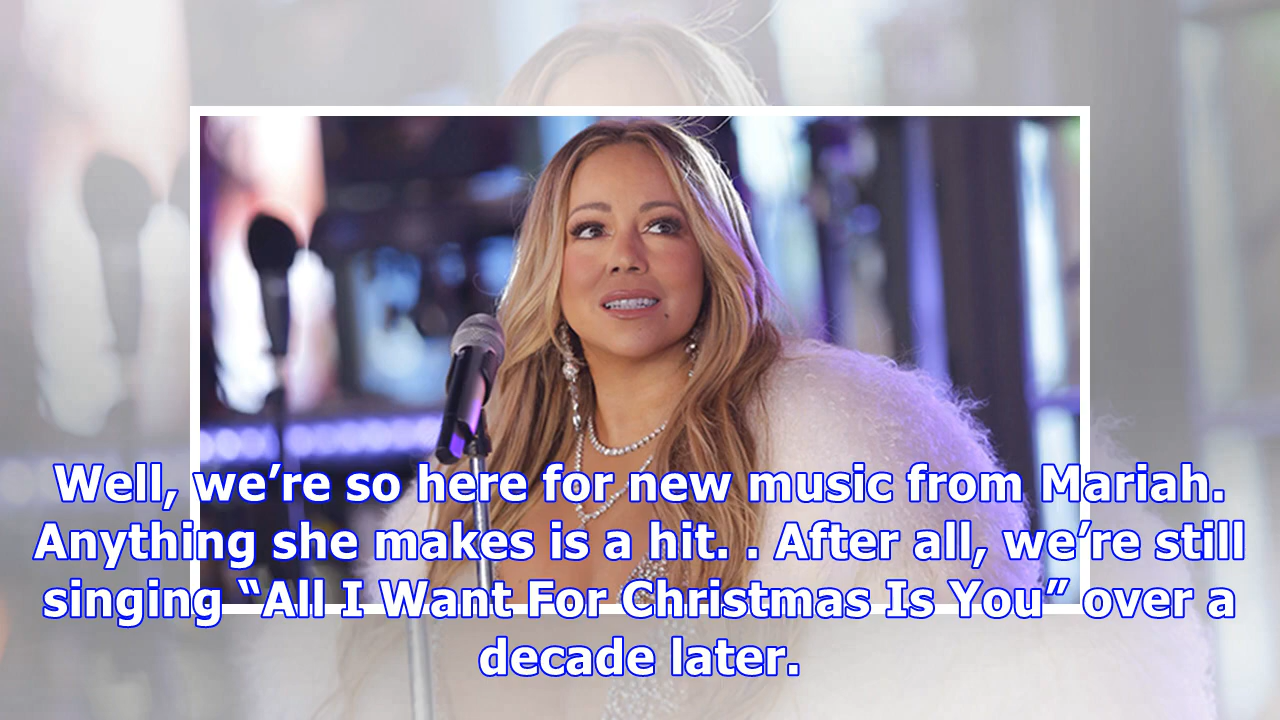 Well, we’re so here for new music from Mariah.
Anything she makes is a hit. . After all, we’re still
singing “All I Want For Christmas Is You” over a
decade later.